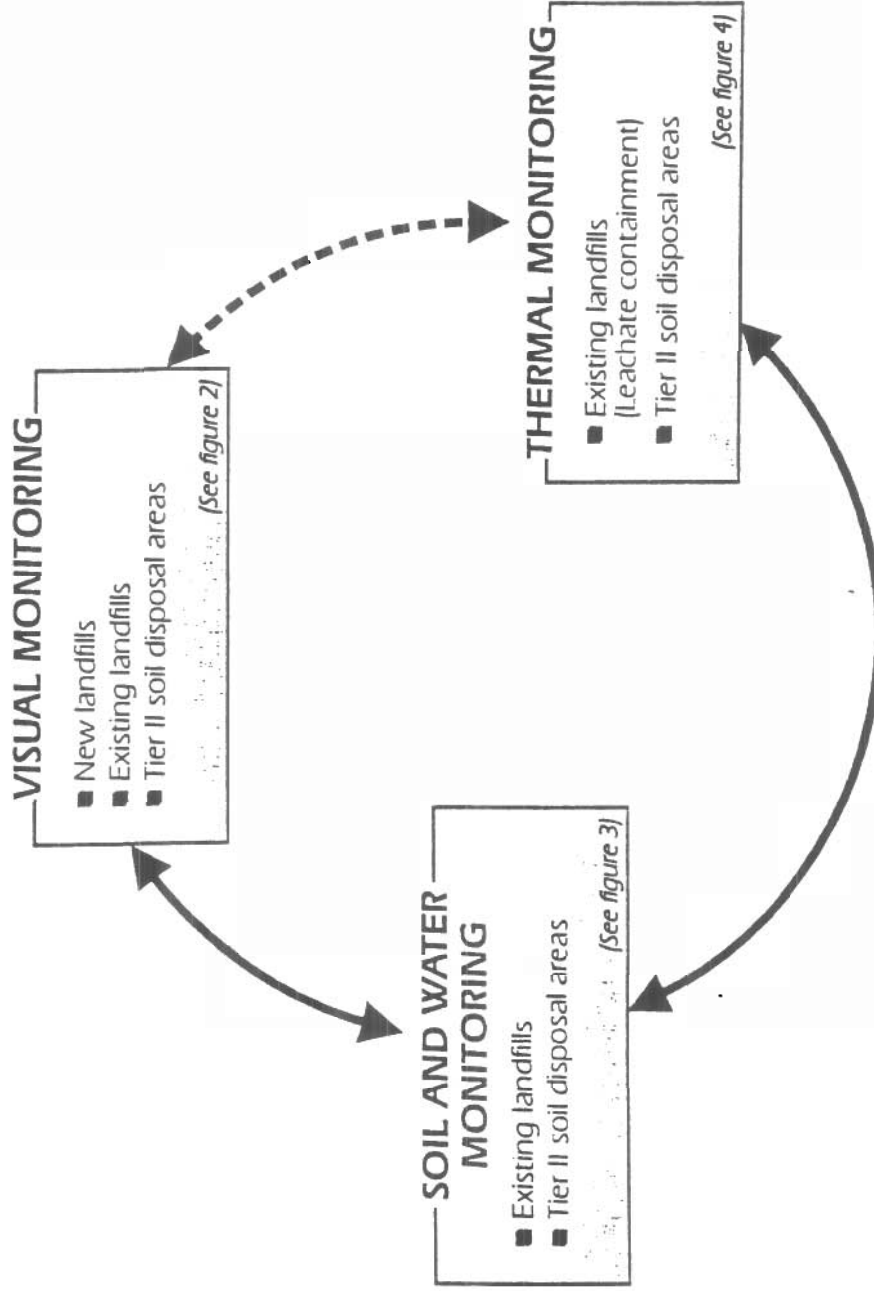 VISUAL MONITORING
■ New landfills
■ Existing landfills
■ Tier II soil disposal areas
(See figure 2)
SOIL AND WATER
MONITORING
■ Existing landfills
■ Tier II soil disposal areas
(See figure 3)
THERMAL MONITORING
■ Existing landfills
(Leachate containment)
■ Tier II soil disposal areas
(See figure 4)